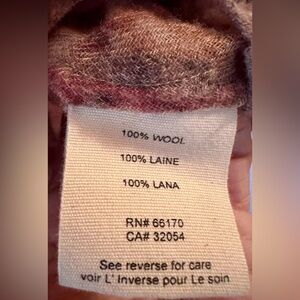 100% WOOL
100% LAINE
100% LANA
RN# 66170
CA# 32054
See reverse for care
voir L' Inverse pour Le soin